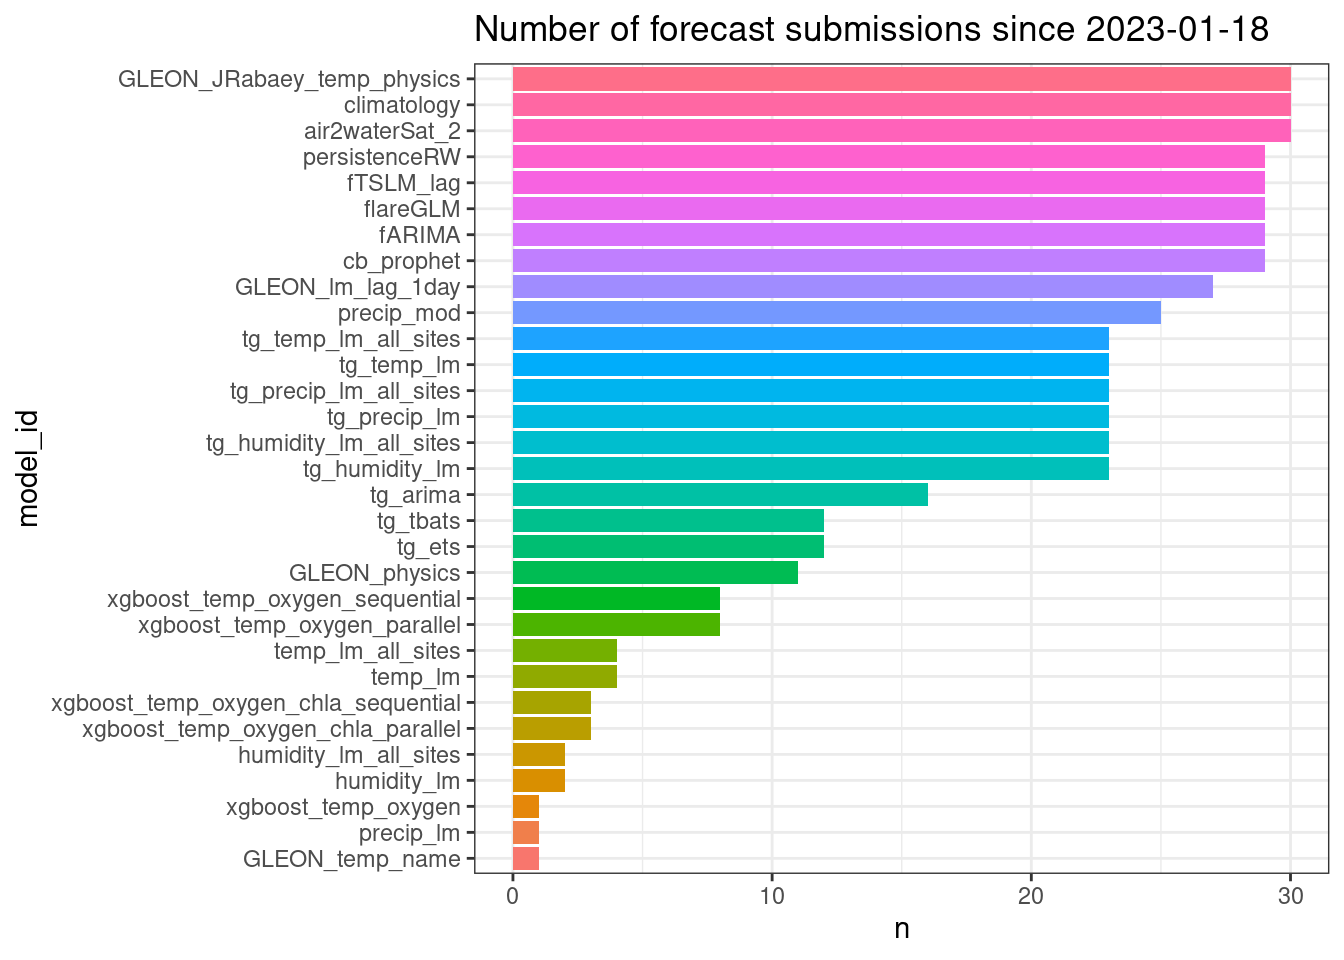 Number of forecast submissions since 2023-01-18
GLEON_JRabaey_temp_physics
climatology
air2waterSat_2
persistenceRW
fTSLM_lag
flareGLM
fARIMA
cb_prophet
GLEON_lm_lag_1day
precip_mod
tg_temp_lm_all_sites
tg_temp_lm
tg_precip_lm_all_sites
tg_precip_lm
tg_humidity_lm_all_sites
tg_humidity_lm
tg_arima
tg_tbats
tg_ets
GLEON_physics
xgboost_temp_oxygen_sequential
xgboost_temp_oxygen_parallel
temp_lm_all_sites
temp_lm
xgboost_temp_oxygen_chla_sequential
xgboost_temp_oxygen_chla_parallel
humidity_lm_all_sites
humidity_lm
xgboost_temp_oxygen
precip_lm
GLEON_temp_name
model_id
0 10 20 30
n